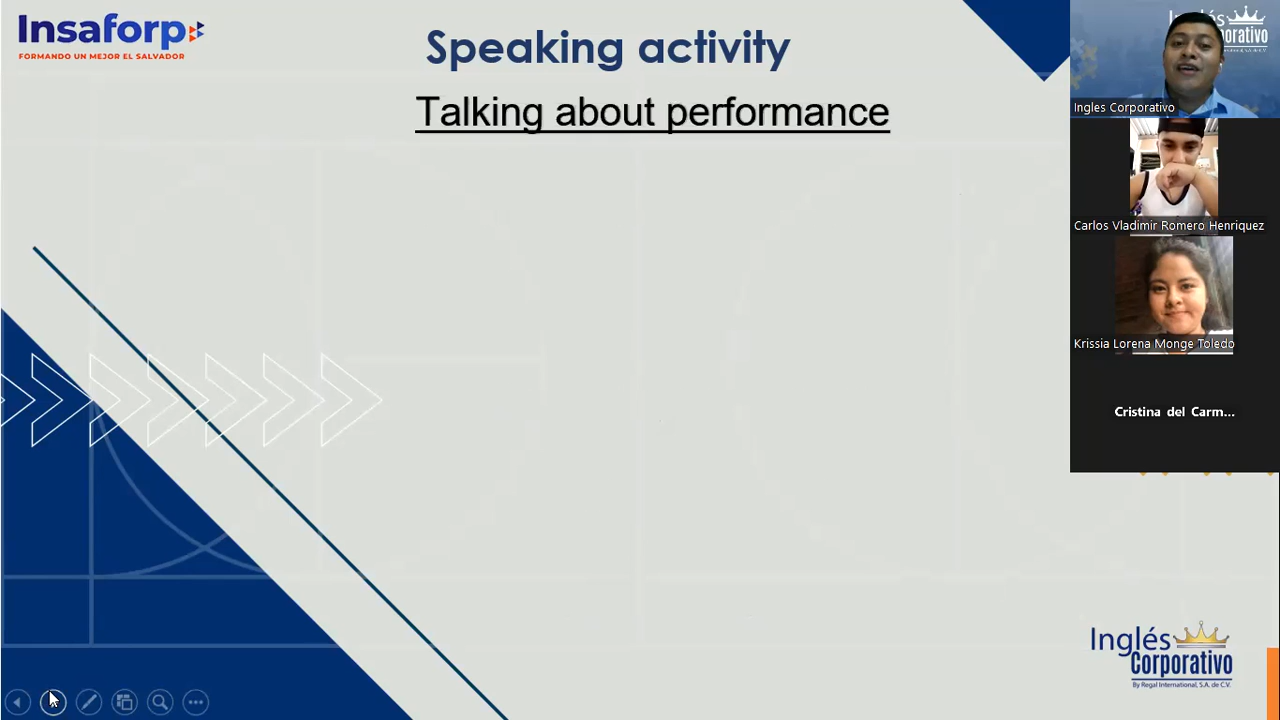 Insaforp
FORMANDO UN MEJOR EL SALVADOR
Speaking activity
Talking about performance
Inglés
Corporativo
By Regal International, S.A. de C.V.
Ingles Corporativo
Carlos Vladimir Romero Henriquez
Krissia Lorena Monge Toledo
Cristina del Carm...